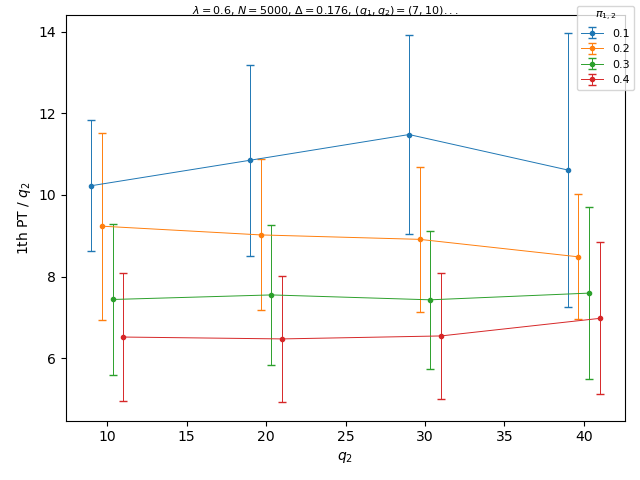 λ = 0.6, N = 5000, Δ = 0.176, (q₁, q₂) = (7, 10)...
π₁,₂
0.1
0.2
0.3
0.4
1th PT / q₂
14
12
10
8
6
10 15 20 25 30 35 40
q₂